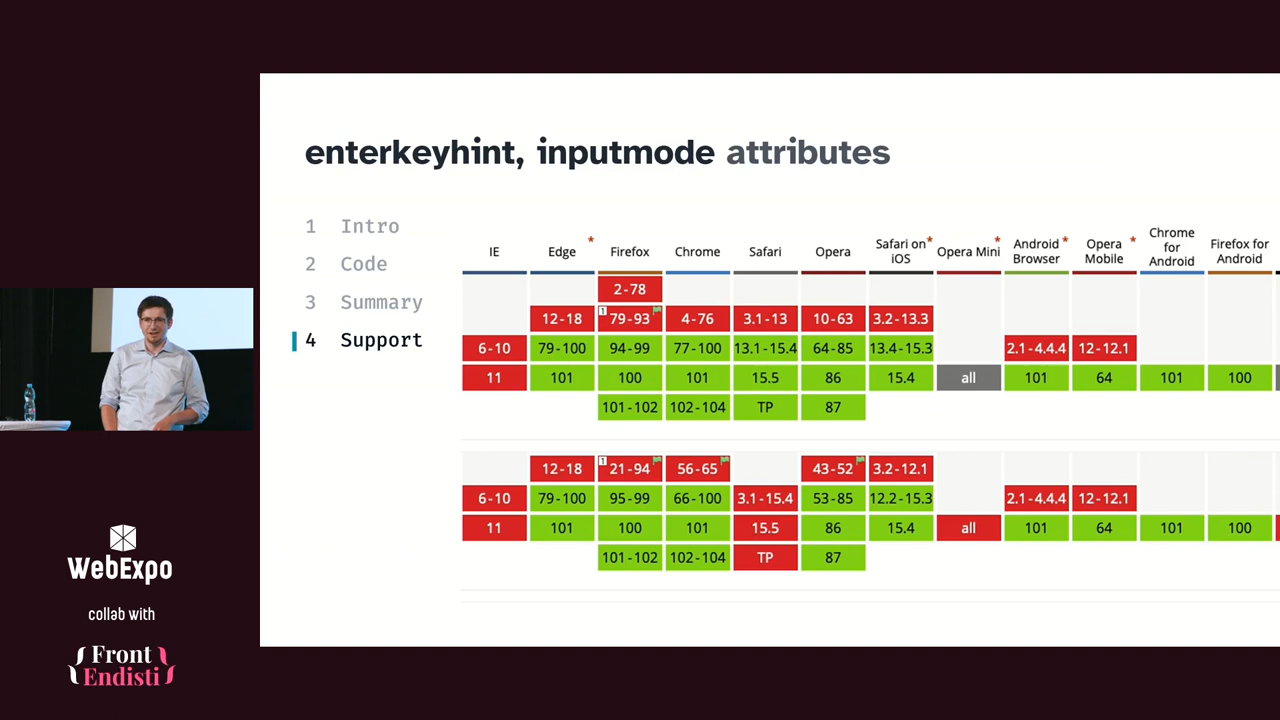 enterkeyhint, inputmode attributes
1 Intro
2 Code
3 Summary
4 Support
IE Edge * Firefox Chrome Safari Opera Safari on iOS * Opera Mini * Android Browser * Opera Mobile * Chrome for Android Firefox for Android
2-78
12-18 1 79-93 4-76 3.1-13 10-63 3.2-13.3
6-10 79-100 94-99 77-100 13.1-15.4 64-85 13.4-15.3 2.1-4.4.4 12-12.1
11 101 100 101 15.5 86 15.4 all 101 64 101 100
101-102 102-104 TP 87
12-18 1 21-94 56-65 43-52 3.2-12.1
6-10 79-100 95-99 66-100 3.1-15.4 53-85 12.2-15.3 2.1-4.4.4 12-12.1
11 101 100 101 15.5 86 15.4 all 101 64 101 100
101-102 102-104 TP 87
WebExpo
collab with
{Front
Endisti}